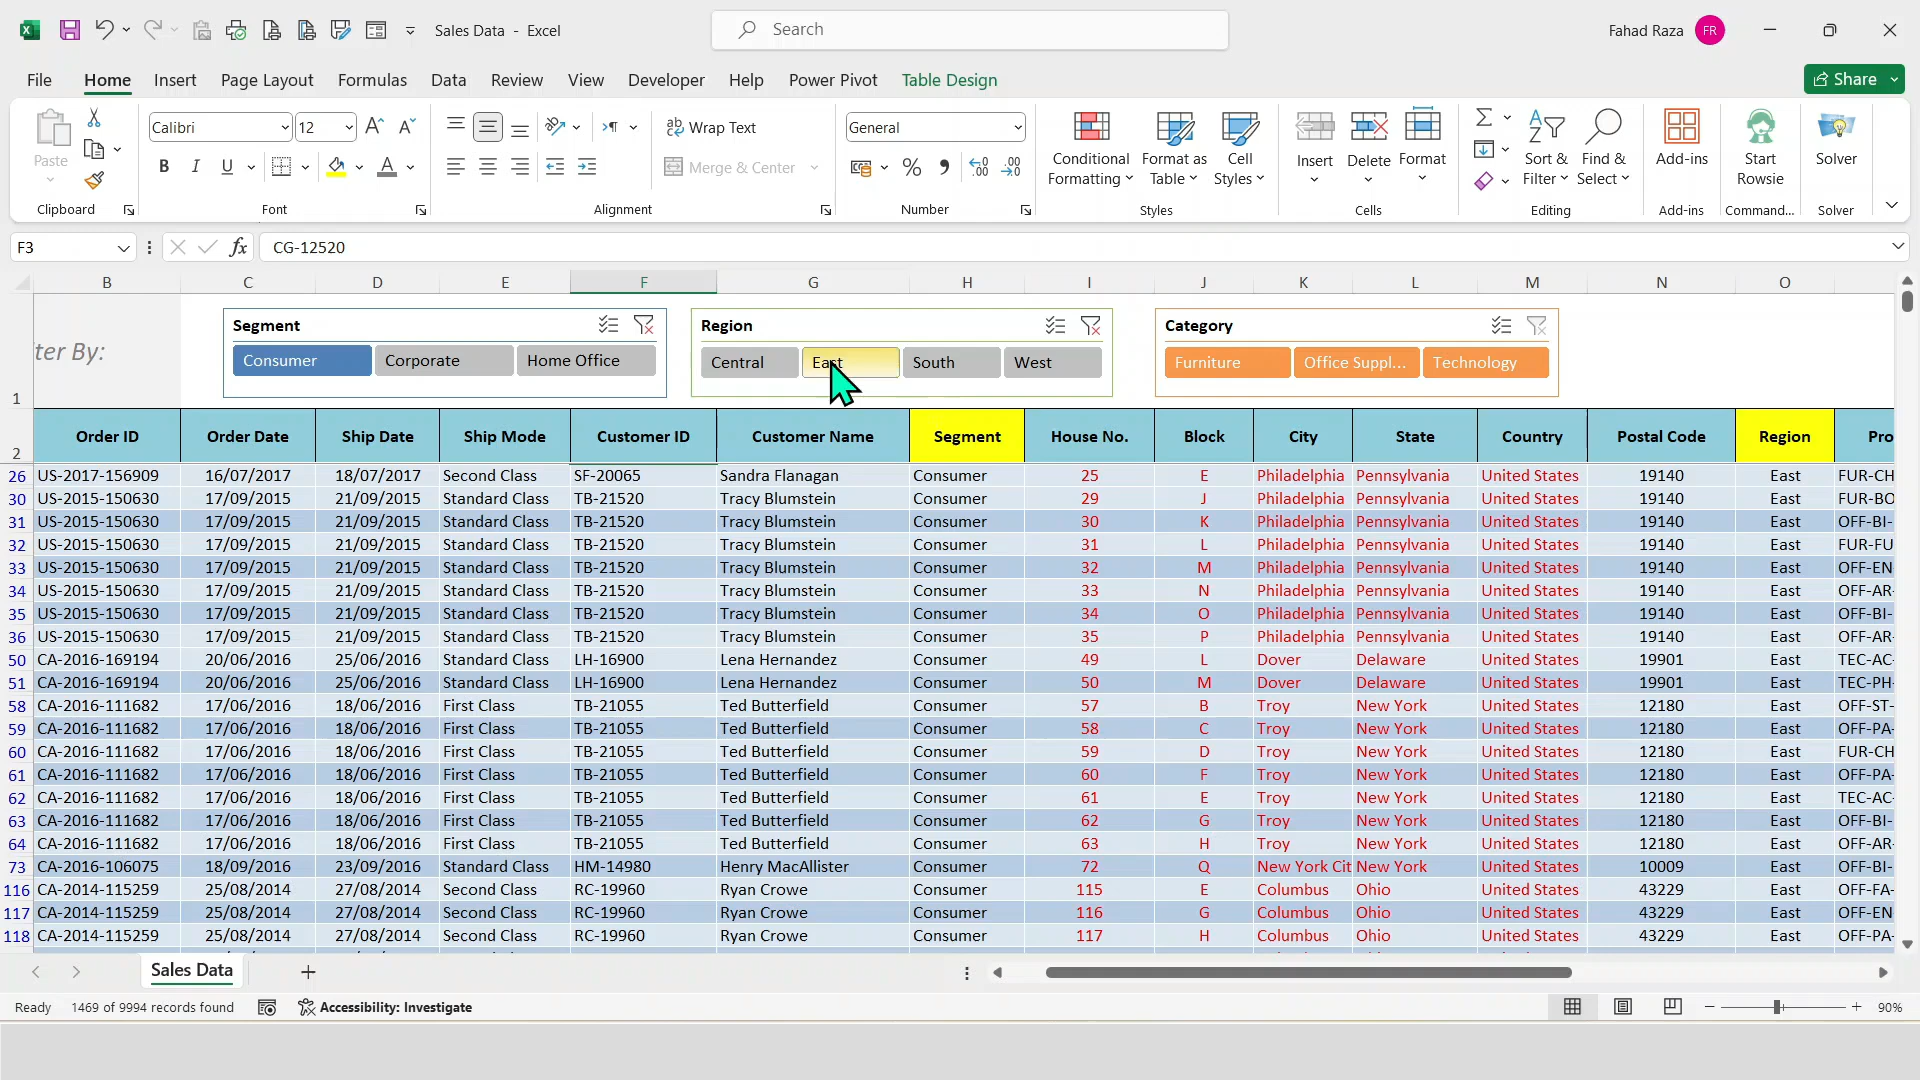 Sales Data - Excel
Search
Fahad Raza
FR
File Home Insert Page Layout Formulas Data Review View Developer Help Power Pivot Table Design
Share
Paste
Clipboard
Calibri 12
B I U
Font
Wrap Text
Merge & Center
Alignment
General
Number
Conditional Formatting
Format as Table
Cell Styles
Styles
Insert
Delete
Format
Cells
Sort & Filter
Find & Select
Editing
Add-ins
Add-ins
Start Rowsie
Command...
Solver
Solver
F3 fx CG-12520
B C D E F G H I J K L M N O
ter By:
Segment
Consumer Corporate Home Office
Region
Central East South West
Category
Furniture Office Suppl... Technology
1
2 Order ID Order Date Ship Date Ship Mode Customer ID Customer Name Segment House No. Block City State Country Postal Code Region Pro
26 US-2017-156909 16/07/2017 18/07/2017 Second Class SF-20065 Sandra Flanagan Consumer 25 E Philadelphia Pennsylvania United States 19140 East FUR-CH
30 US-2015-150630 17/09/2015 21/09/2015 Standard Class TB-21520 Tracy Blumstein Consumer 29 J Philadelphia Pennsylvania United States 19140 East FUR-BO
31 US-2015-150630 17/09/2015 21/09/2015 Standard Class TB-21520 Tracy Blumstein Consumer 30 K Philadelphia Pennsylvania United States 19140 East OFF-BI-
32 US-2015-150630 17/09/2015 21/09/2015 Standard Class TB-21520 Tracy Blumstein Consumer 31 L Philadelphia Pennsylvania United States 19140 East FUR-FU
33 US-2015-150630 17/09/2015 21/09/2015 Standard Class TB-21520 Tracy Blumstein Consumer 32 M Philadelphia Pennsylvania United States 19140 East OFF-EN
34 US-2015-150630 17/09/2015 21/09/2015 Standard Class TB-21520 Tracy Blumstein Consumer 33 N Philadelphia Pennsylvania United States 19140 East OFF-AR-
35 US-2015-150630 17/09/2015 21/09/2015 Standard Class TB-21520 Tracy Blumstein Consumer 34 O Philadelphia Pennsylvania United States 19140 East OFF-BI-
36 US-2015-150630 17/09/2015 21/09/2015 Standard Class TB-21520 Tracy Blumstein Consumer 35 P Philadelphia Pennsylvania United States 19140 East OFF-AR-
50 CA-2016-169194 20/06/2016 25/06/2016 Standard Class LH-16900 Lena Hernandez Consumer 49 L Dover Delaware United States 19901 East TEC-AC-
51 CA-2016-169194 20/06/2016 25/06/2016 Standard Class LH-16900 Lena Hernandez Consumer 50 M Dover Delaware United States 19901 East TEC-PH-
58 CA-2016-111682 17/06/2016 18/06/2016 First Class TB-21055 Ted Butterfield Consumer 57 B Troy New York United States 12180 East OFF-ST-
59 CA-2016-111682 17/06/2016 18/06/2016 First Class TB-21055 Ted Butterfield Consumer 58 C Troy New York United States 12180 East OFF-PA-
60 CA-2016-111682 17/06/2016 18/06/2016 First Class TB-21055 Ted Butterfield Consumer 59 D Troy New York United States 12180 East FUR-CH
61 CA-2016-111682 17/06/2016 18/06/2016 First Class TB-21055 Ted Butterfield Consumer 60 F Troy New York United States 12180 East OFF-PA-
62 CA-2016-111682 17/06/2016 18/06/2016 First Class TB-21055 Ted Butterfield Consumer 61 E Troy New York United States 12180 East TEC-AC-
63 CA-2016-111682 17/06/2016 18/06/2016 First Class TB-21055 Ted Butterfield Consumer 62 G Troy New York United States 12180 East OFF-BI-
64 CA-2016-111682 17/06/2016 18/06/2016 First Class TB-21055 Ted Butterfield Consumer 63 H Troy New York United States 12180 East OFF-AR-
73 CA-2016-106075 18/09/2016 23/09/2016 Standard Class HM-14980 Henry MacAllister Consumer 72 Q New York Cit New York United States 10009 East OFF-BI-
116 CA-2014-115259 25/08/2014 27/08/2014 Second Class RC-19960 Ryan Crowe Consumer 115 E Columbus Ohio United States 43229 East OFF-FA-
117 CA-2014-115259 25/08/2014 27/08/2014 Second Class RC-19960 Ryan Crowe Consumer 116 G Columbus Ohio United States 43229 East OFF-EN
118 CA-2014-115259 25/08/2014 27/08/2014 Second Class RC-19960 Ryan Crowe Consumer 117 H Columbus Ohio United States 43229 East OFF-PA-
Sales Data
Ready 1469 of 9994 records found Accessibility: Investigate 90%